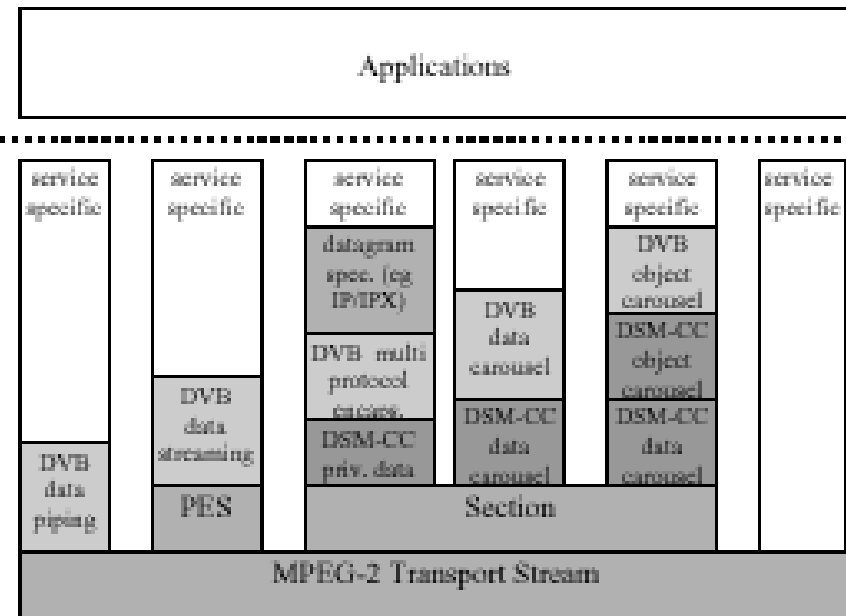 Applications
service
specific
DVB
data
piping
service
specific
DVB
data
streaming
PES
service
specific
datagram
spec. (eg
IP/IPX)
DVB multi
protocol
encaps.
DSM-CC
priv. data
service
specific
DVB
data
carousel
DSM-CC
data
carousel
service
specific
DVB
object
carousel
DSM-CC
object
carousel
DSM-CC
data
carousel
Section
service
specific
MPEG-2 Transport Stream